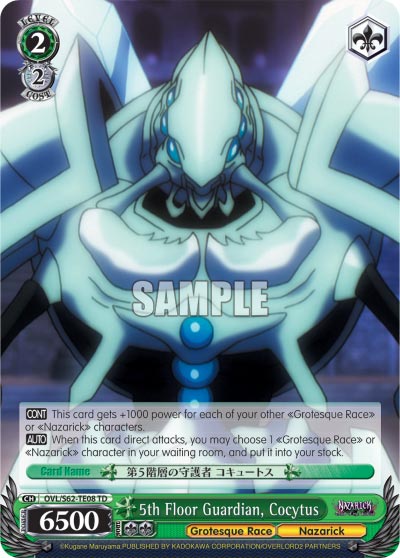 LEVEL
2
2
COST
SAMPLE
CONT This card gets +1000 power for each of your other «Grotesque Race»
or «Nazarick» characters.
AUTO When this card direct attacks, you may choose 1 «Grotesque Race» or
«Nazarick» character in your waiting room, and put it into your stock.
Card Name 第5階層の守護者 コキュートス
CH OVL/S62-TE08 TD
5th Floor Guardian, Cocytus
NAZARICK
POWER 6500
Grotesque Race Nazarick
©Kugane Maruyama,PUBLISHED BY KADOKAWA CORPORATION/OVERLORD2 PARTNERS